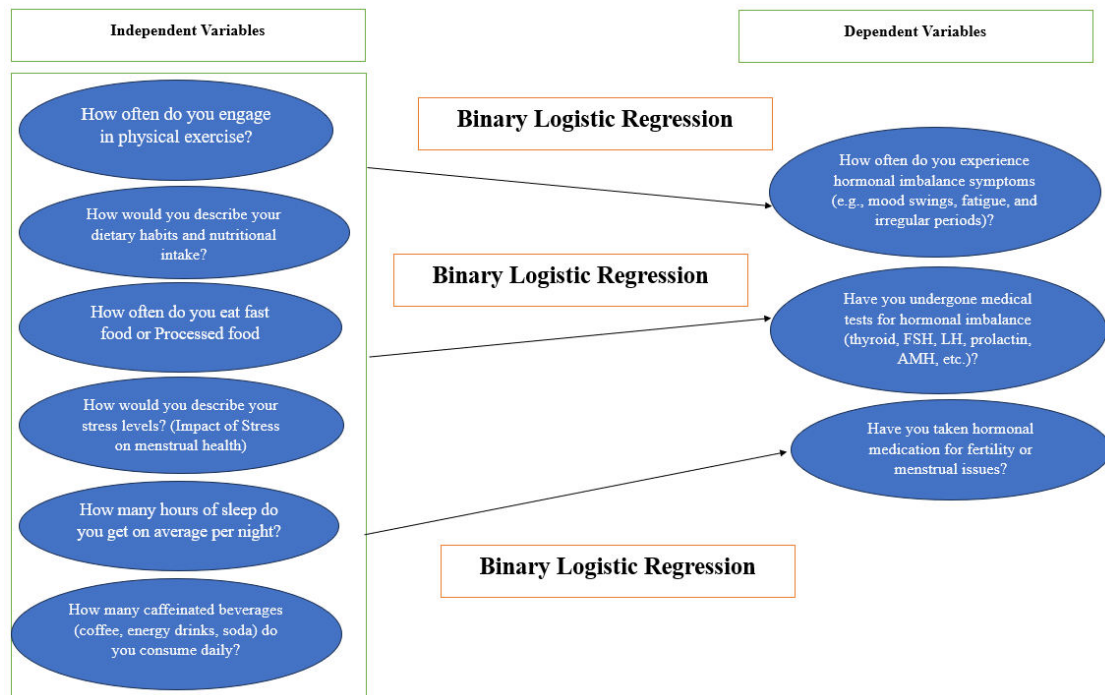 Independent Variables
Dependent Variables
How often do you engage
in physical exercise?
How would you describe your
dietary habits and nutritional
intake?
How often do you eat fast
food or Processed food
How would you describe your
stress levels? (Impact of Stress
on menstrual health)
How many hours of sleep do
you get on average per night?
How many caffeinated beverages
(coffee, energy drinks, soda) do
you consume daily?
Binary Logistic Regression
Binary Logistic Regression
Binary Logistic Regression
How often do you experience
hormonal imbalance symptoms
(e.g., mood swings, fatigue, and
irregular periods)?
Have you undergone medical
tests for hormonal imbalance
(thyroid, FSH, LH, prolactin,
AMH, etc.)?
Have you taken hormonal
medication for fertility or
menstrual issues?